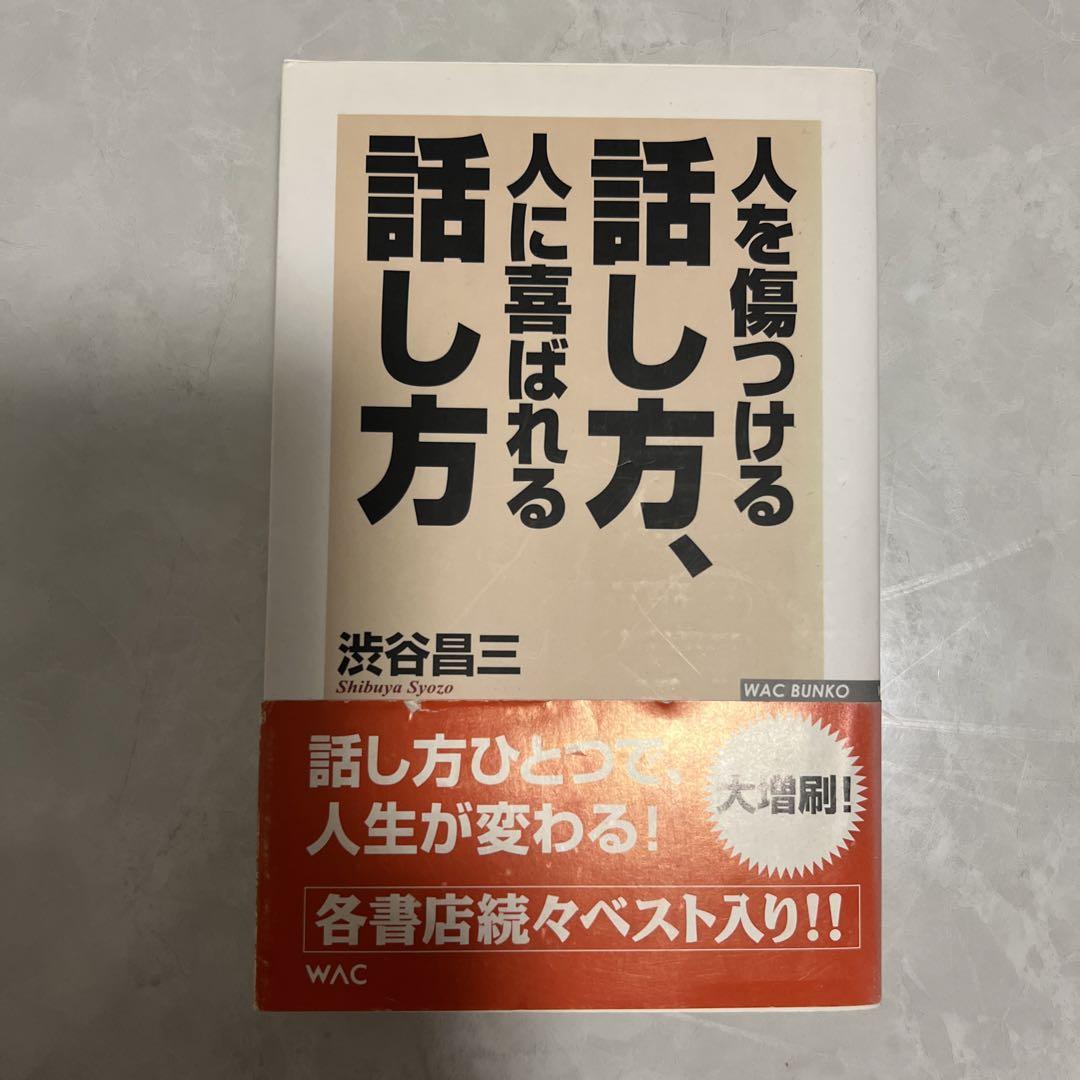 人を傷つける
話し方、
人に喜ばれる
話し方
渋谷昌三
Shibuya Syozo
WAC BUNKO
話し方ひとつで、
人生が変わる!
大増刷!
各書店続々ベスト入り!!
WAC